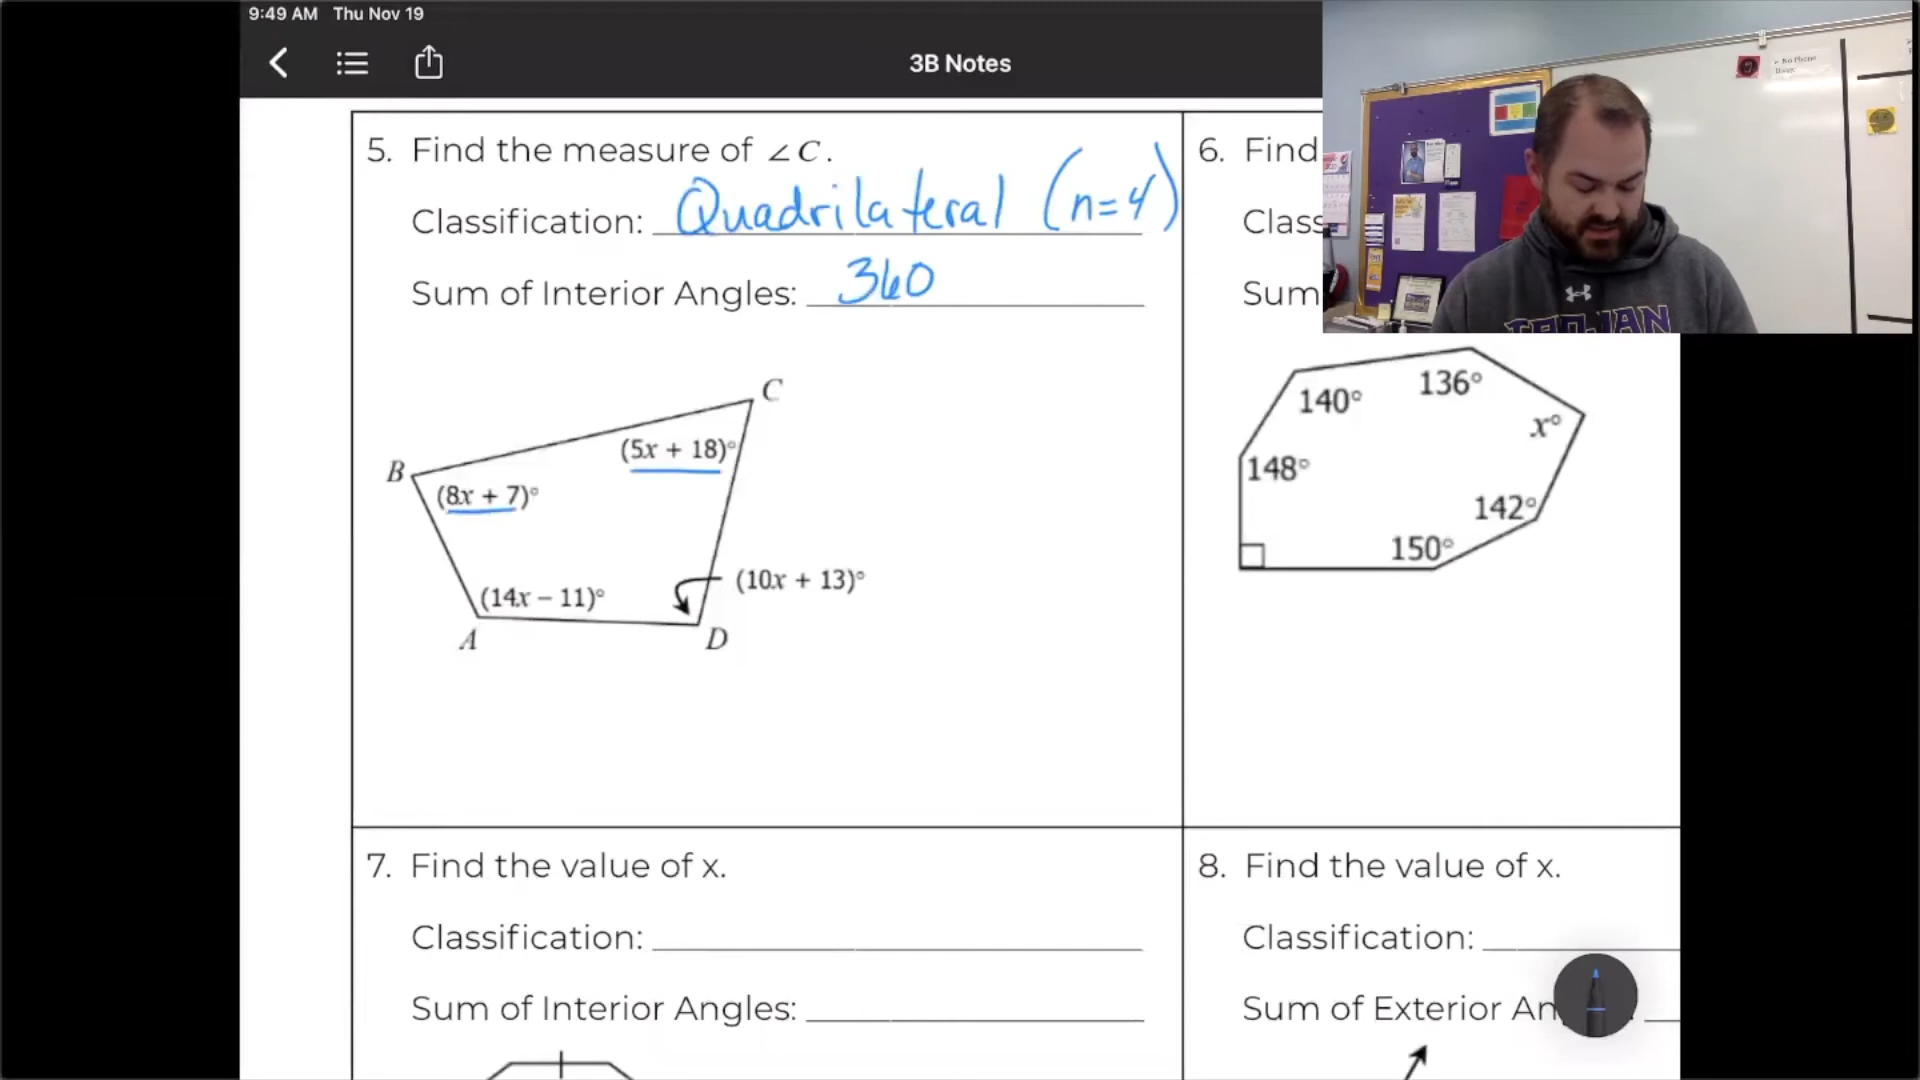 9:49 AM Thu Nov 19
3B Notes
No Phone
5. Find the measure of ∠C.
Classification: Quadrilateral (n=4)
Sum of Interior Angles: 360
C
(5x + 18)°
B
(8x + 7)°
(14x – 11)°
(10x + 13)°
A
D
6. Find
Class
Sum
TROJAN
140°
136°
x°
148°
142°
150°
7. Find the value of x.
Classification:
Sum of Interior Angles:
8. Find the value of x.
Classification:
Sum of Exterior An